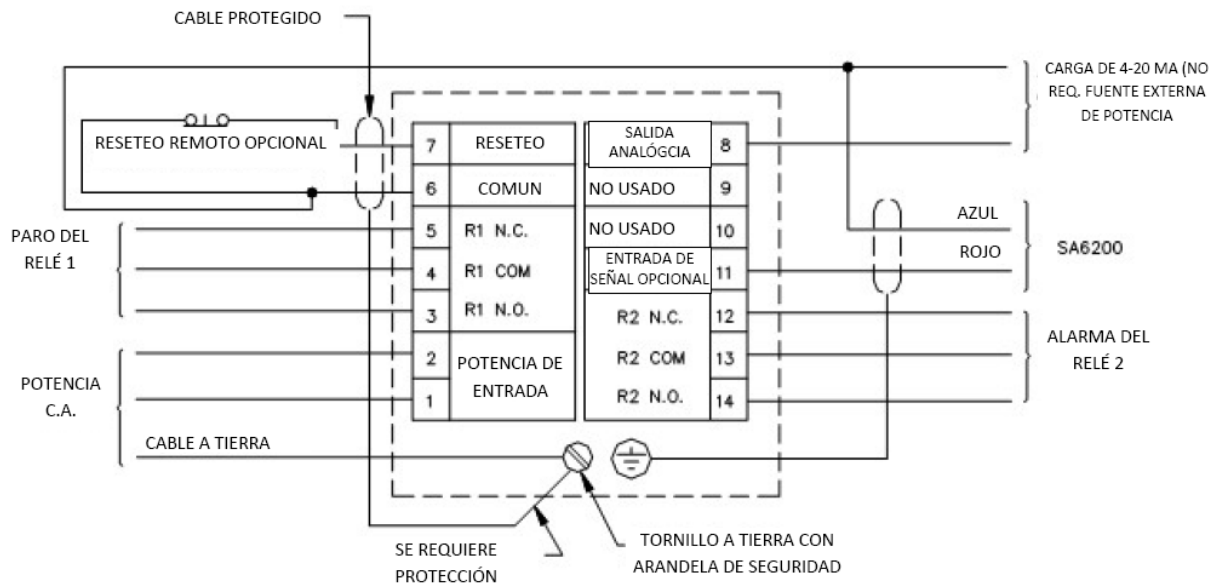 CABLE PROTEGIDO
CARGA DE 4-20 MA (NO
REQ. FUENTE EXTERNA
DE POTENCIA
RESETEO REMOTO OPCIONAL
7 RESETEO
6 COMUN
5 R1 N.C.
4 R1 COM
3 R1 N.O.
2
1
POTENCIA DE
ENTRADA
SALIDA
ANALÓGCIA
8
NO USADO 9
NO USADO 10
ENTRADA DE
SEÑAL OPCIONAL
11
R2 N.C. 12
R2 COM 13
R2 N.O. 14
PARO DEL
RELÉ 1
POTENCIA
C.A.
CABLE A TIERRA
AZUL
ROJO
SA6200
ALARMA DEL
RELÉ 2
SE REQUIERE
PROTECCIÓN
TORNILLO A TIERRA CON
ARANDELA DE SEGURIDAD